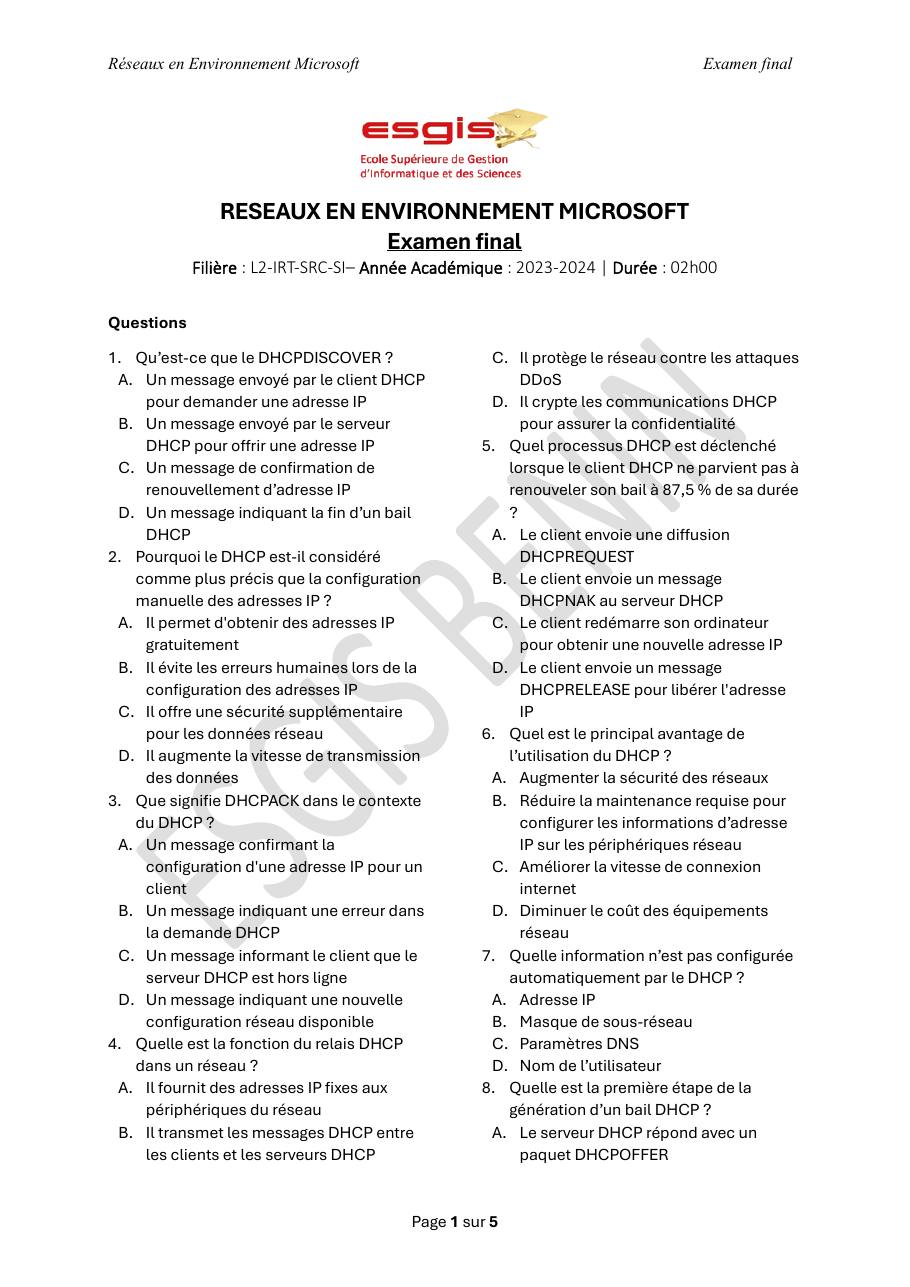 Réseaux en Environnement Microsoft
Examen final
esgis
Ecole Supérieure de Gestion
d'Informatique et des Sciences
RESEAUX EN ENVIRONNEMENT MICROSOFT
Examen final
Filière : L2-IRT-SRC-SI– Année Académique : 2023-2024 | Durée : 02h00
Questions
1. Qu’est-ce que le DHCPDISCOVER ?
A. Un message envoyé par le client DHCP
pour demander une adresse IP
B. Un message envoyé par le serveur
DHCP pour offrir une adresse IP
C. Un message de confirmation de
renouvellement d’adresse IP
D. Un message indiquant la fin d’un bail
DHCP
2. Pourquoi le DHCP est-il considéré
comme plus précis que la configuration
manuelle des adresses IP ?
A. Il permet d'obtenir des adresses IP
gratuitement
B. Il évite les erreurs humaines lors de la
configuration des adresses IP
C. Il offre une sécurité supplémentaire
pour les données réseau
D. Il augmente la vitesse de transmission
des données
3. Que signifie DHCPACK dans le contexte
du DHCP ?
A. Un message confirmant la
configuration d'une adresse IP pour un
client
B. Un message indiquant une erreur dans
la demande DHCP
C. Un message informant le client que le
serveur DHCP est hors ligne
D. Un message indiquant une nouvelle
configuration réseau disponible
4. Quelle est la fonction du relais DHCP
dans un réseau ?
A. Il fournit des adresses IP fixes aux
périphériques du réseau
B. Il transmet les messages DHCP entre
les clients et les serveurs DHCP
C. Il protège le réseau contre les attaques
DDoS
D. Il crypte les communications DHCP
pour assurer la confidentialité
5. Quel processus DHCP est déclenché
lorsque le client DHCP ne parvient pas à
renouveler son bail à 87,5 % de sa durée
?
A. Le client envoie une diffusion
DHCPREQUEST
B. Le client envoie un message
DHCPNAK au serveur DHCP
C. Le client redémarre son ordinateur
pour obtenir une nouvelle adresse IP
D. Le client envoie un message
DHCPRELEASE pour libérer l'adresse
IP
6. Quel est le principal avantage de
l’utilisation du DHCP ?
A. Augmenter la sécurité des réseaux
B. Réduire la maintenance requise pour
configurer les informations d’adresse
IP sur les périphériques réseau
C. Améliorer la vitesse de connexion
internet
D. Diminuer le coût des équipements
réseau
7. Quelle information n’est pas configurée
automatiquement par le DHCP ?
A. Adresse IP
B. Masque de sous-réseau
C. Paramètres DNS
D. Nom de l’utilisateur
8. Quelle est la première étape de la
génération d’un bail DHCP ?
A. Le serveur DHCP répond avec un
paquet DHCPOFFER
ESGIS BENIN
Page 1 sur 5